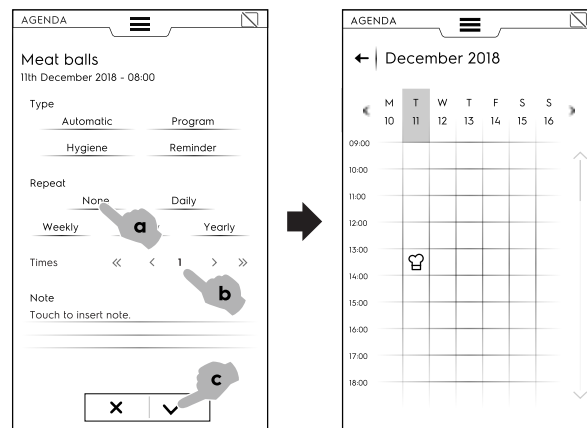 AGENDA
Meat balls
11th December 2018 - 08:00
Type
Automatic Program
Hygiene Reminder
Repeat
None Daily
Weekly Yearly
Times << < 1 > >>
Note
Touch to insert note.
a
b
c
AGENDA
December 2018
M T W T F S S
10 11 12 13 14 15 16
09:00
10:00
11:00
12:00
13:00
14:00
15:00
16:00
17:00
18:00